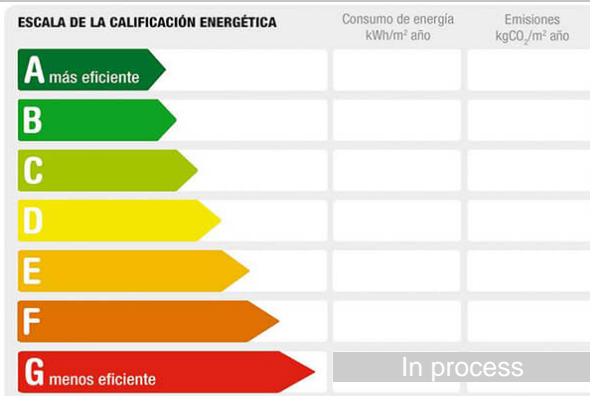 ESCALA DE LA CALIFICACIÓN ENERGÉTICA
Consumo de energía
kWh/m² año
Emisiones
kgCO₂/m² año
A más eficiente
B
C
D
E
F
G menos eficiente
In process